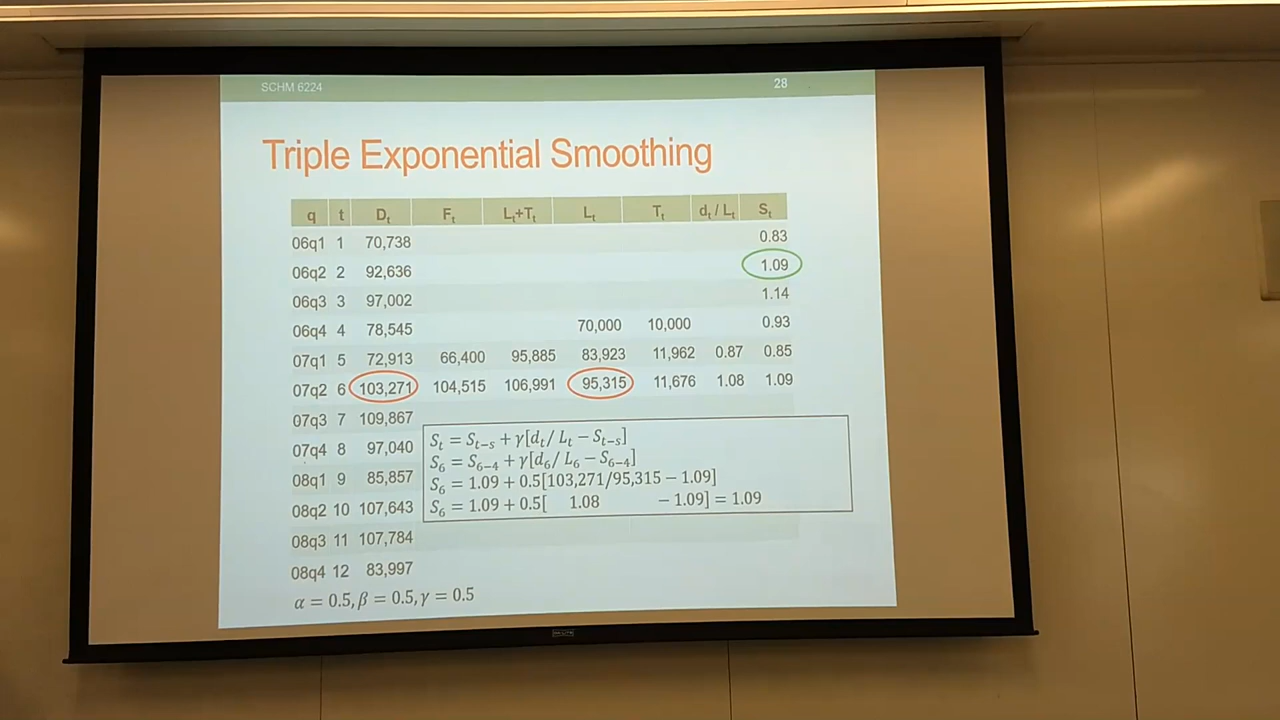 SCHM 6224 28
Triple Exponential Smoothing
q t Dₜ Fₜ Lₜ+Tₜ Lₜ Tₜ dₜ / Lₜ Sₜ
06q1 1 70,738 0.83
06q2 2 92,636 1.09
06q3 3 97,002 1.14
06q4 4 78,545 70,000 10,000 0.93
07q1 5 72,913 66,400 95,885 83,923 11,962 0.87 0.85
07q2 6 103,271 104,515 106,991 95,315 11,676 1.08 1.09
07q3 7 109,867
07q4 8 97,040
08q1 9 85,857
08q2 10 107,643
08q3 11 107,784
08q4 12 83,997
Sₜ = Sₜ₋ₛ + γ[dₜ/ Lₜ − Sₜ₋ₛ]
S₆ = S₆₋₄ + γ[d₆/ L₆ − S₆₋₄]
S₆ = 1.09 + 0.5[103,271/95,315 − 1.09]
S₆ = 1.09 + 0.5[ 1.08 − 1.09] = 1.09
α = 0.5, β = 0.5, γ = 0.5